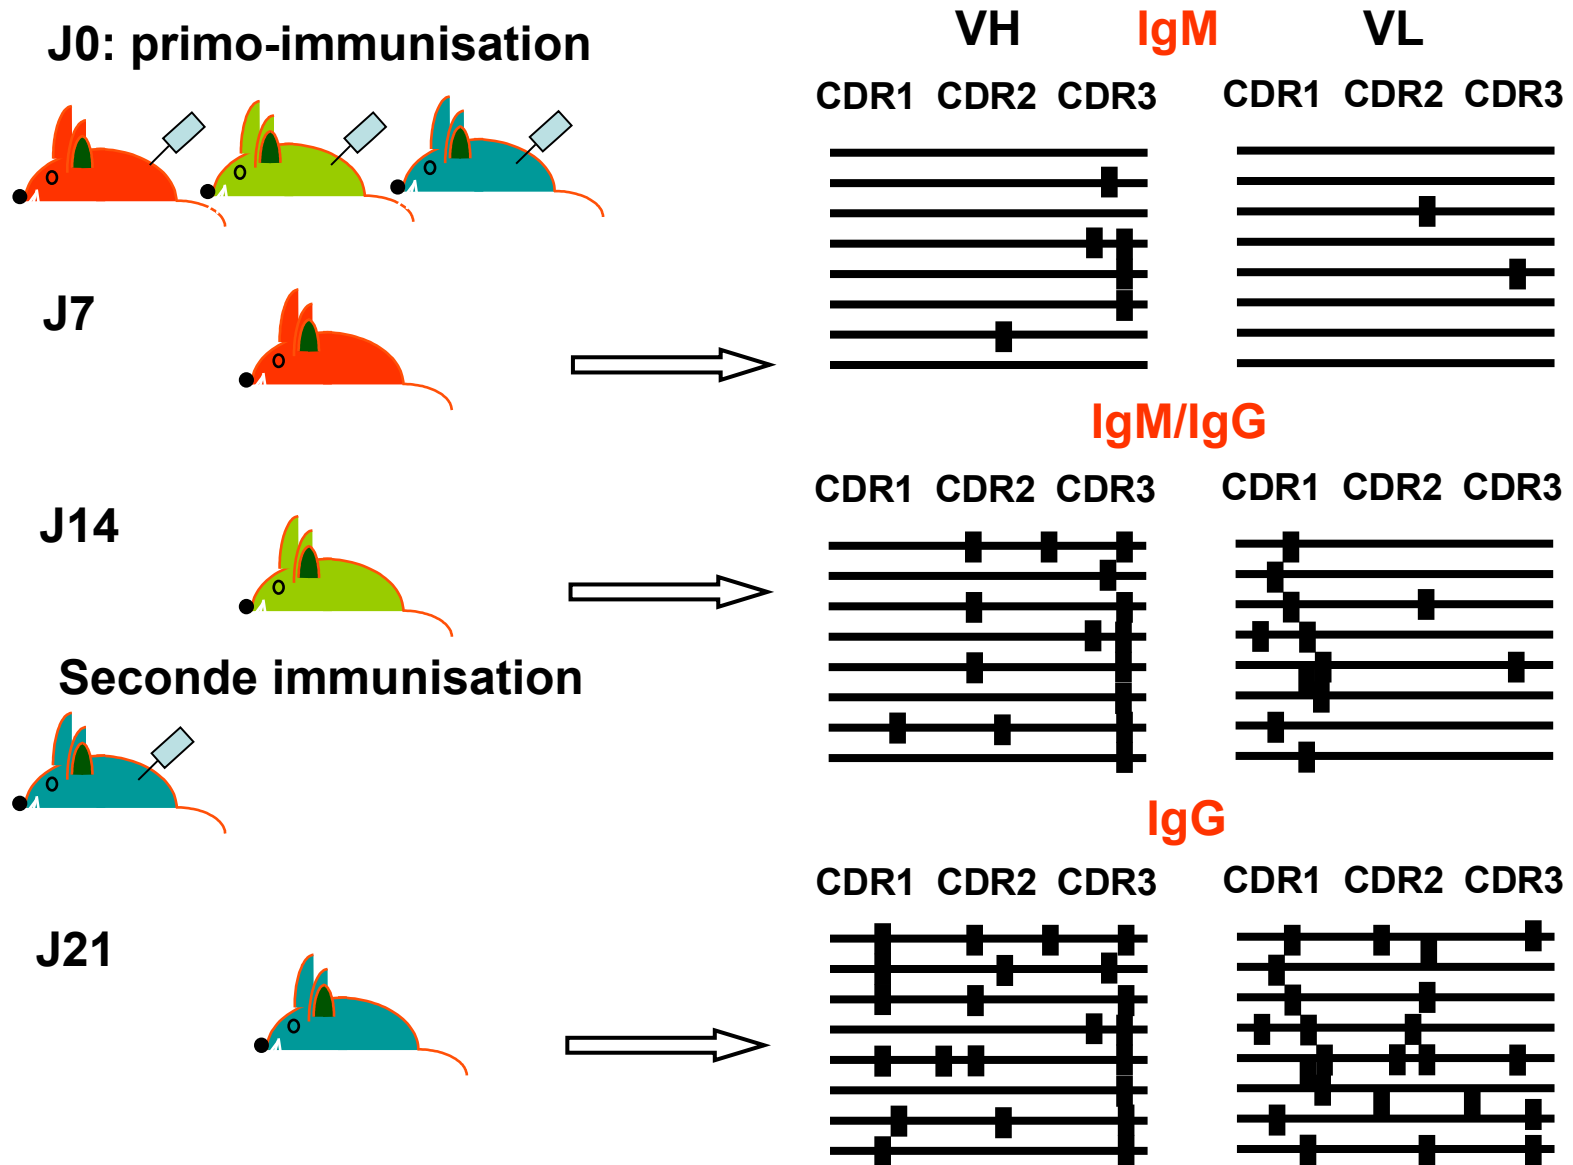 J0: primo-immunisation
VH IgM VL
CDR1 CDR2 CDR3 CDR1 CDR2 CDR3
J7
IgM/IgG
CDR1 CDR2 CDR3 CDR1 CDR2 CDR3
J14
Seconde immunisation
IgG
CDR1 CDR2 CDR3 CDR1 CDR2 CDR3
J21